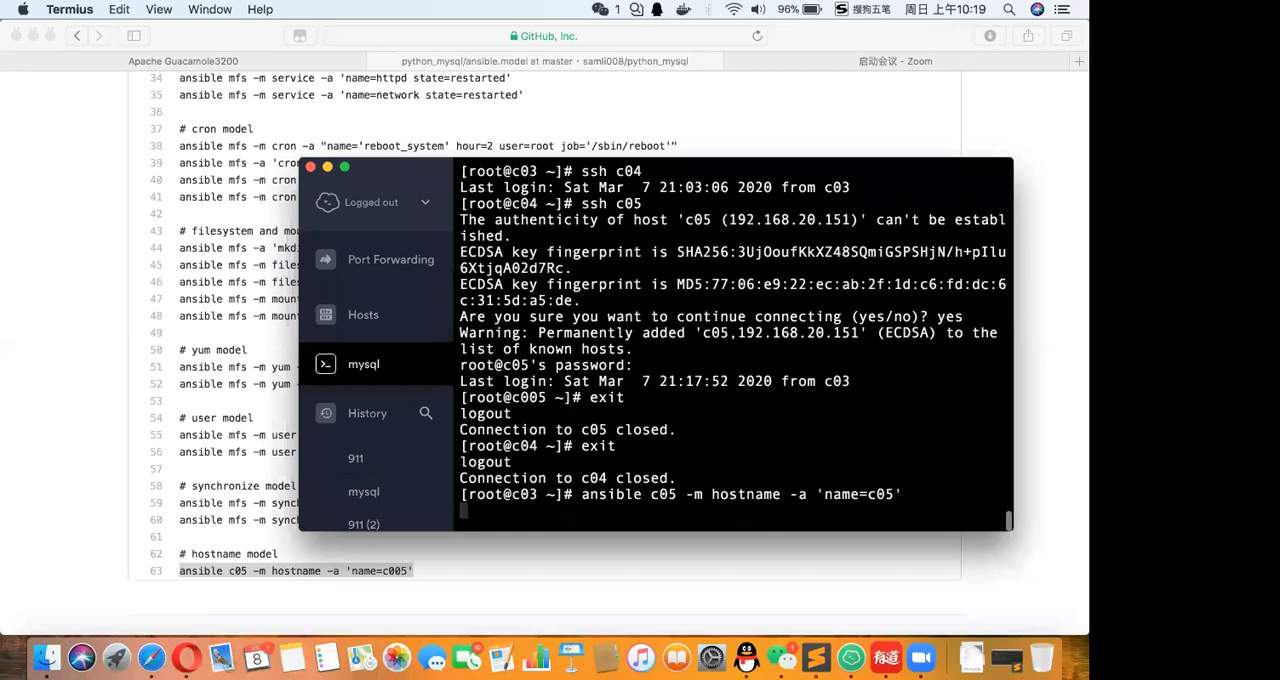 Termius Edit View Window Help
1
96%
搜狗五笔
周日 上午10:19
GitHub, Inc.
Apache Guacamole3200
python_mysql/ansible.model at master · samli008/python_mysql
启动会议 - Zoom
34 ansible mfs -m service -a 'name=httpd state=restarted'
35 ansible mfs -m service -a 'name=network state=restarted'
36
37 # cron model
38 ansible mfs -m cron -a "name='reboot_system' hour=2 user=root job='/sbin/reboot'"
39 ansible mfs -a 'cron
40 ansible mfs -m cron
41 ansible mfs -m cron
42
43 # filesystem and mou
44 ansible mfs -a 'mkd
45 ansible mfs -m files
46 ansible mfs -m files
47 ansible mfs -m moun
48 ansible mfs -m moun
49
50 # yum model
51 ansible mfs -m yum -
52 ansible mfs -m yum -
53
54 # user model
55 ansible mfs -m user
56 ansible mfs -m user
57
58 # synchronize model
59 ansible mfs -m sync
60 ansible mfs -m sync
61
62 # hostname model
63 ansible c05 -m hostname -a 'name=c005'
Logged out
Port Forwarding
Hosts
mysql
History
911
mysql
911 (2)
[root@c03 ~]# ssh c04
Last login: Sat Mar  7 21:03:06 2020 from c03
[root@c04 ~]# ssh c05
The authenticity of host 'c05 (192.168.20.151)' can't be establ
ished.
ECDSA key fingerprint is SHA256:3UjOoufKkXZ48SQmiGSPSHjN/h+pIlu
6XtjqA02d7Rc.
ECDSA key fingerprint is MD5:77:06:e9:22:ec:ab:2f:1d:c6:fd:dc:6
c:31:5d:a5:de.
Are you sure you want to continue connecting (yes/no)? yes
Warning: Permanently added 'c05,192.168.20.151' (ECDSA) to the
list of known hosts.
root@c05's password:
Last login: Sat Mar  7 21:17:52 2020 from c03
[root@c005 ~]# exit
logout
Connection to c05 closed.
[root@c04 ~]# exit
logout
Connection to c04 closed.
[root@c03 ~]# ansible c05 -m hostname -a 'name=c05'
8
有道